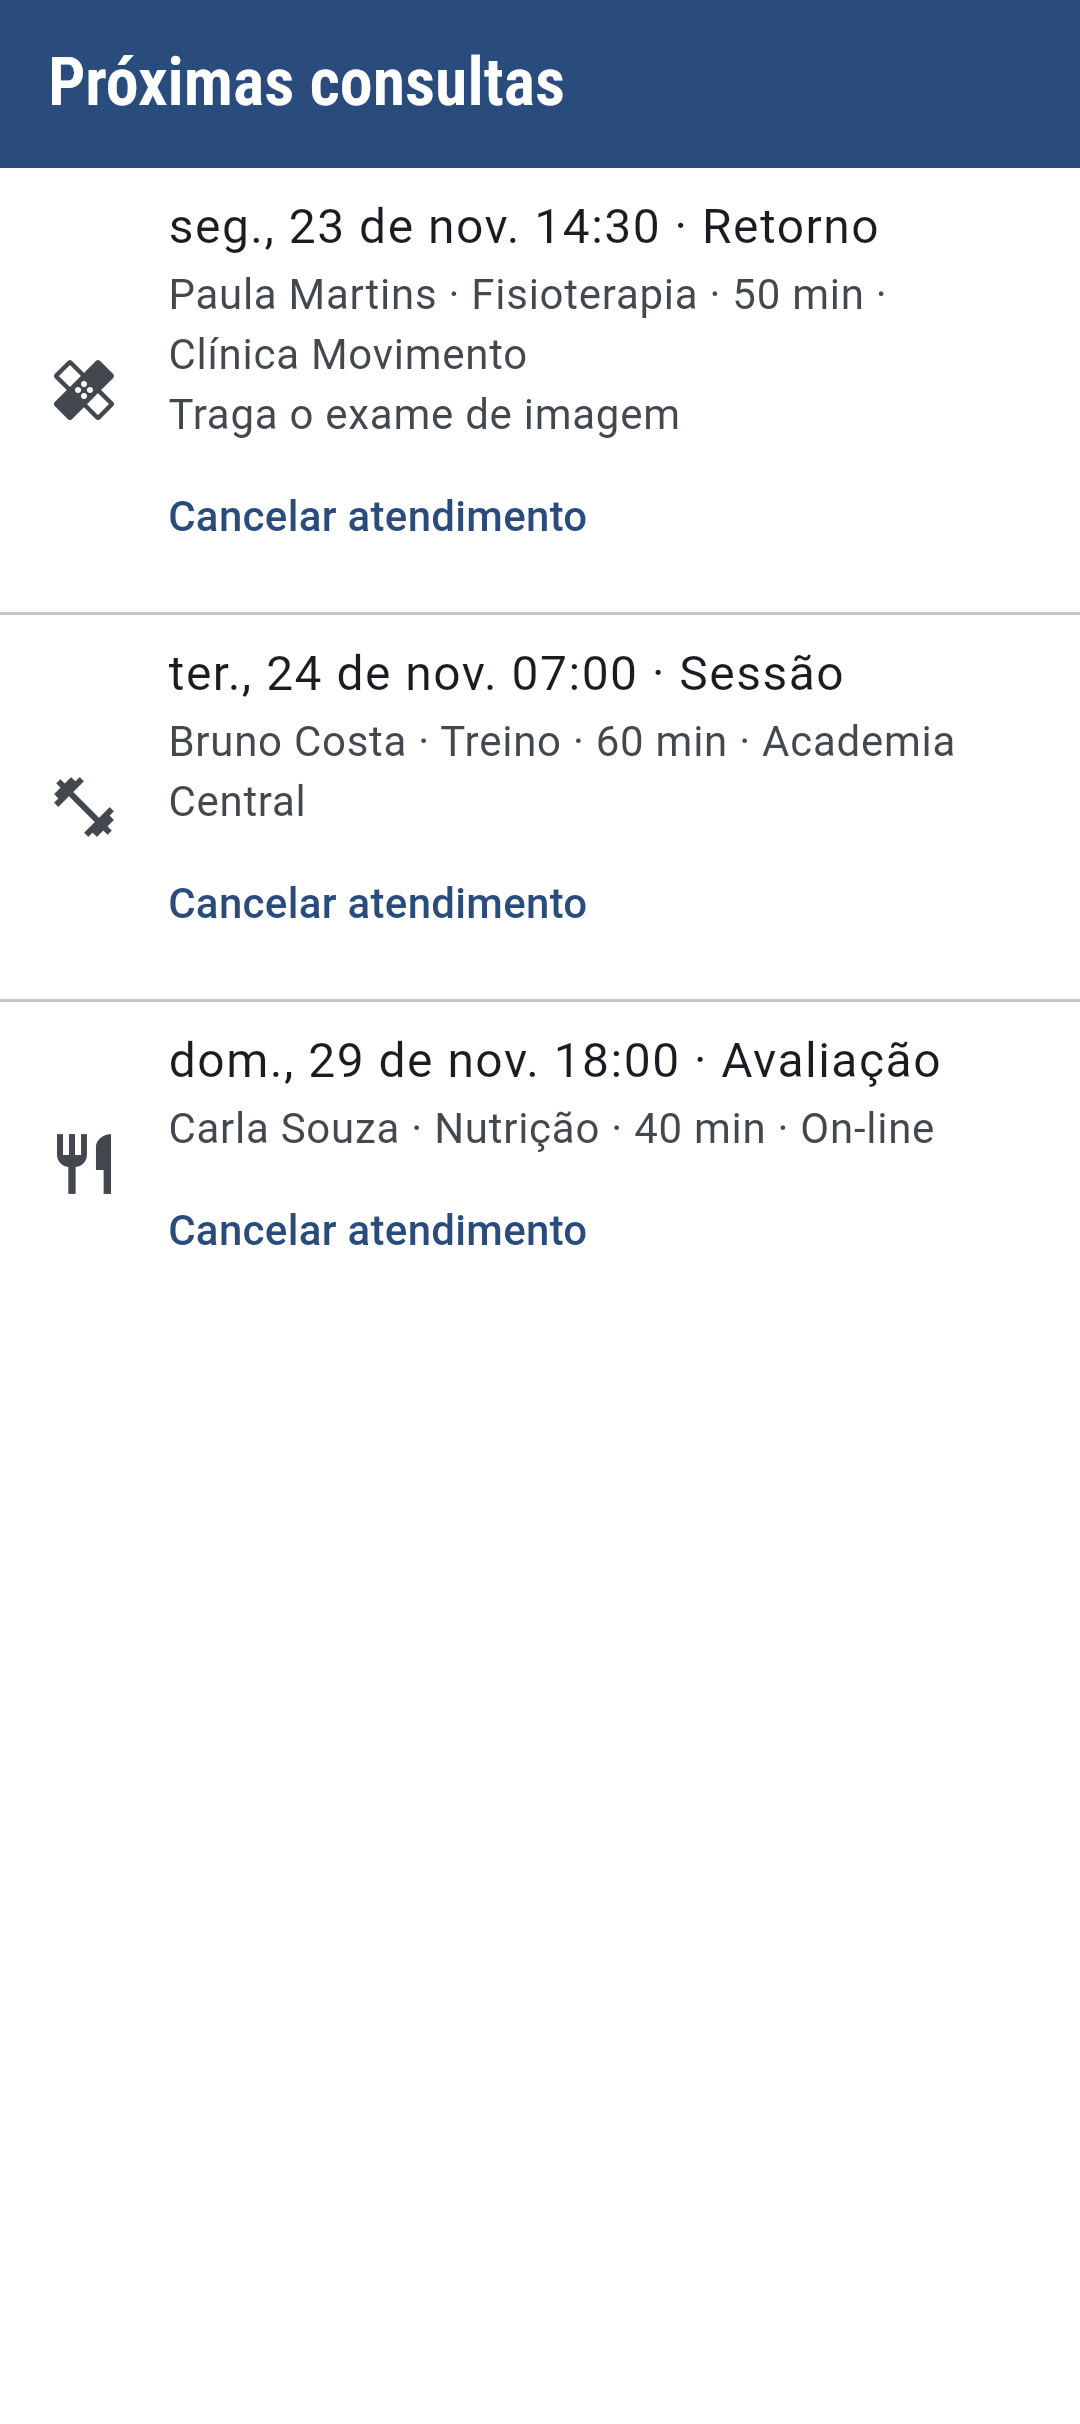 Próximas consultas
seg., 23 de nov. 14:30 · Retorno
Paula Martins · Fisioterapia · 50 min ·
Clínica Movimento
Traga o exame de imagem
Cancelar atendimento
ter., 24 de nov. 07:00 · Sessão
Bruno Costa · Treino · 60 min · Academia
Central
Cancelar atendimento
dom., 29 de nov. 18:00 · Avaliação
Carla Souza · Nutrição · 40 min · On-line
Cancelar atendimento